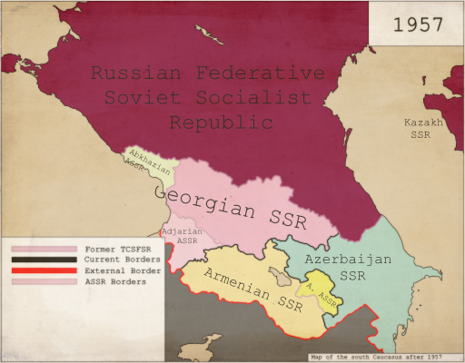 1957
Russian Federative
Soviet Socialist
Republic
Kazakh
SSR
Abkhazian
ASSR
Georgian SSR
Adjarian
ASSR
Azerbaijan
SSR
Armenian SSR
A. ASSR
Former TCSFSR
Current Borders
External Border
ASSR Borders
Map of the south Caucasus after 1957